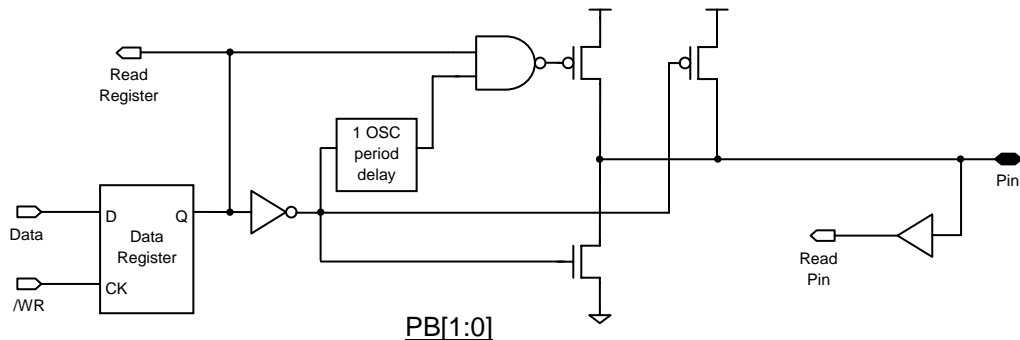 Read
Register
1 OSC
period
delay
Pin
D
Q
Data
Data
Register
Read
Pin
/WR
CK
PB[1:0]